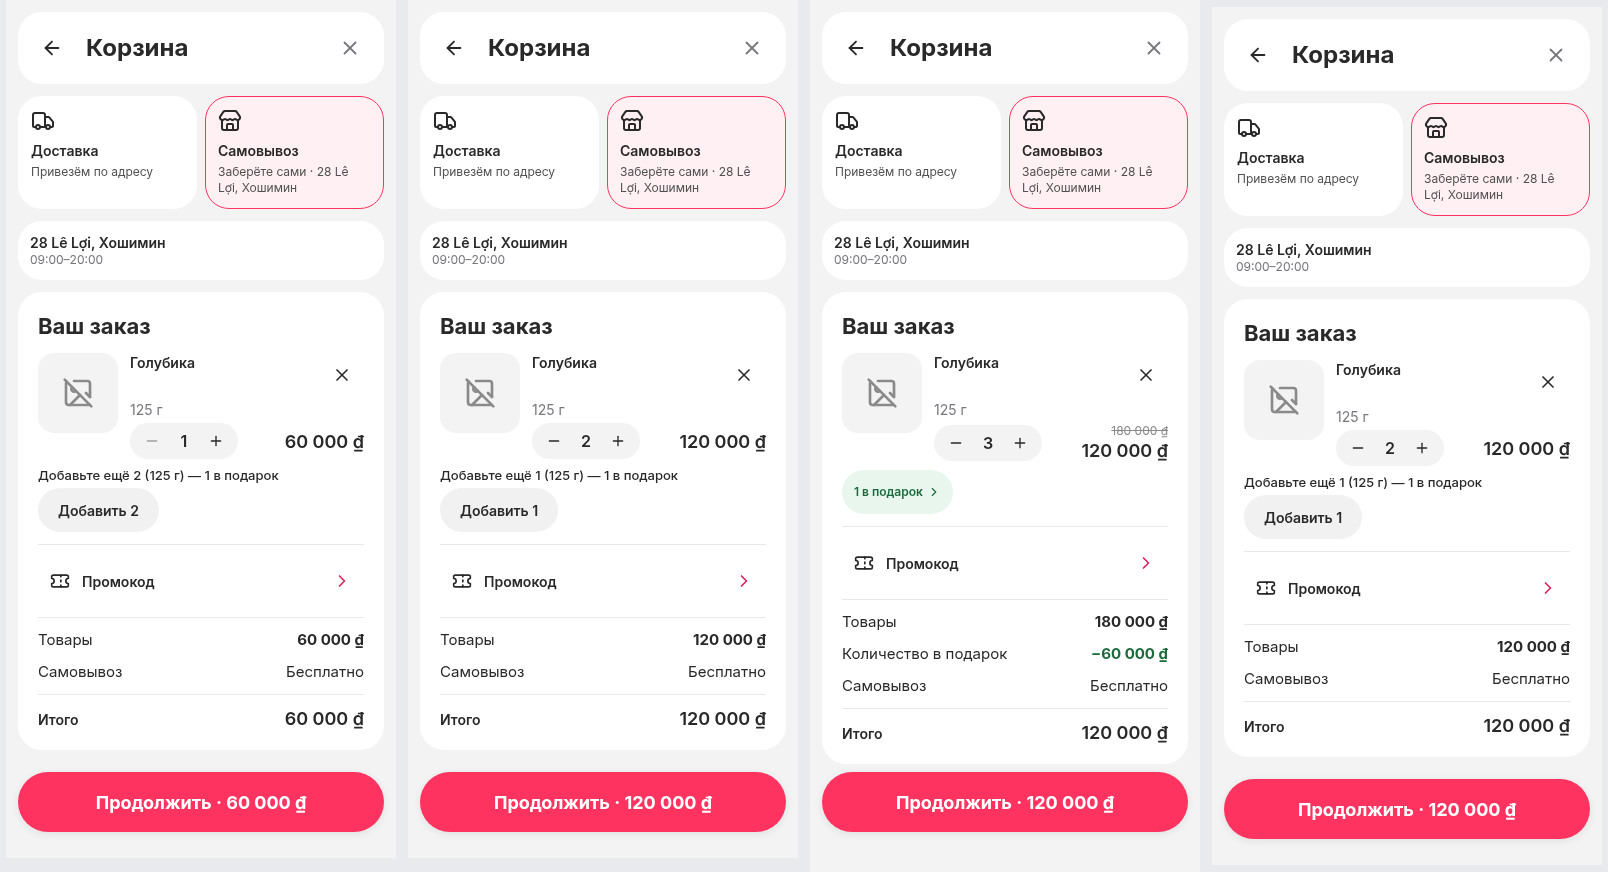 Корзина
Доставка
Привезём по адресу
Самовывоз
Заберёте сами · 28 Lê
Lợi, Хошимин
28 Lê Lợi, Хошимин
09:00–20:00
Ваш заказ
Голубика
125 г
1
60 000 ₫
Добавьте ещё 2 (125 г) — 1 в подарок
Добавить 2
Промокод
Товары
60 000 ₫
Самовывоз
Бесплатно
Итого
60 000 ₫
Продолжить · 60 000 ₫
Корзина
Доставка
Привезём по адресу
Самовывоз
Заберёте сами · 28 Lê
Lợi, Хошимин
28 Lê Lợi, Хошимин
09:00–20:00
Ваш заказ
Голубика
125 г
2
120 000 ₫
Добавьте ещё 1 (125 г) — 1 в подарок
Добавить 1
Промокод
Товары
120 000 ₫
Самовывоз
Бесплатно
Итого
120 000 ₫
Продолжить · 120 000 ₫
Корзина
Доставка
Привезём по адресу
Самовывоз
Заберёте сами · 28 Lê
Lợi, Хошимин
28 Lê Lợi, Хошимин
09:00–20:00
Ваш заказ
Голубика
125 г
3
180 000 ₫
120 000 ₫
1 в подарок
Промокод
Товары
180 000 ₫
Количество в подарок
−60 000 ₫
Самовывоз
Бесплатно
Итого
120 000 ₫
Продолжить · 120 000 ₫
Корзина
Доставка
Привезём по адресу
Самовывоз
Заберёте сами · 28 Lê
Lợi, Хошимин
28 Lê Lợi, Хошимин
09:00–20:00
Ваш заказ
Голубика
125 г
2
120 000 ₫
Добавьте ещё 1 (125 г) — 1 в подарок
Добавить 1
Промокод
Товары
120 000 ₫
Самовывоз
Бесплатно
Итого
120 000 ₫
Продолжить · 120 000 ₫